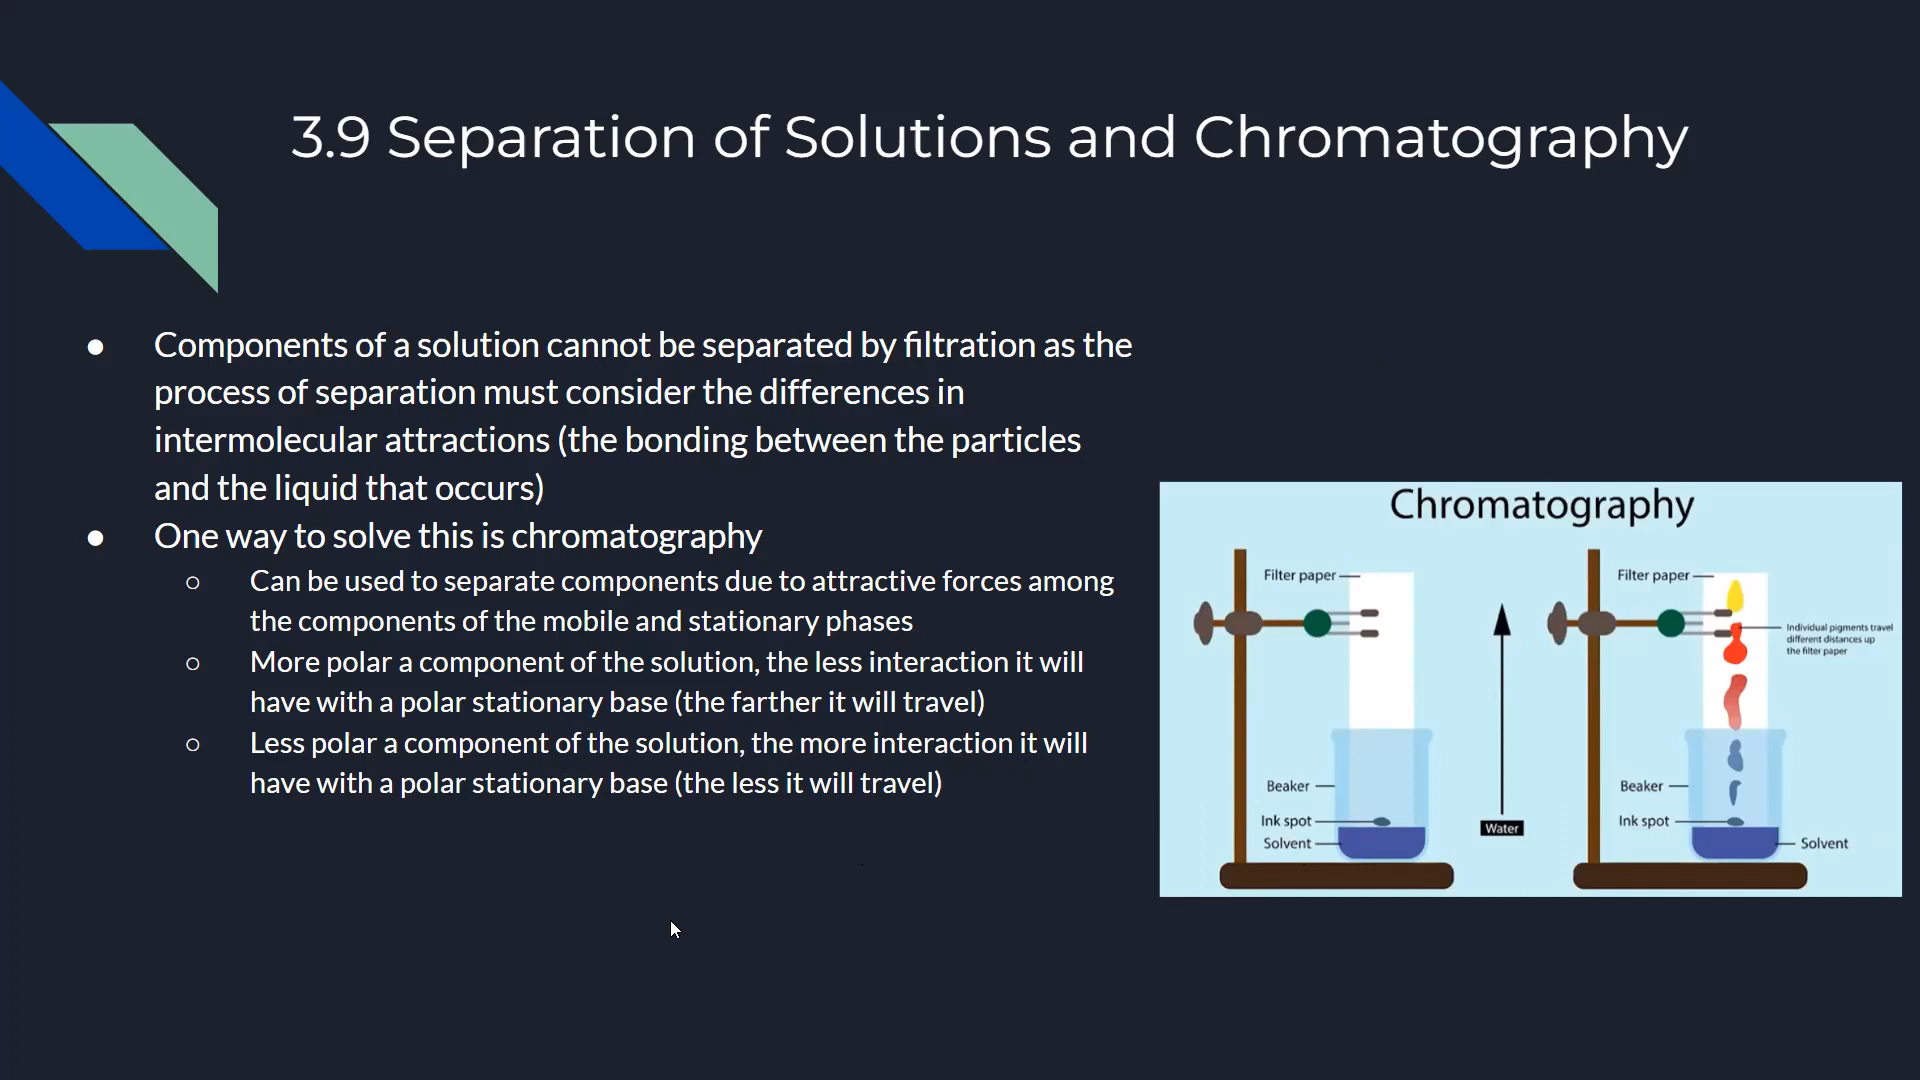 3.9 Separation of Solutions and Chromatography
● Components of a solution cannot be separated by filtration as the
process of separation must consider the differences in
intermolecular attractions (the bonding between the particles
and the liquid that occurs)
● One way to solve this is chromatography
○ Can be used to separate components due to attractive forces among
the components of the mobile and stationary phases
○ More polar a component of the solution, the less interaction it will
have with a polar stationary base (the farther it will travel)
○ Less polar a component of the solution, the more interaction it will
have with a polar stationary base (the less it will travel)
Chromatography
Filter paper
Beaker
Ink spot
Solvent
Water
Filter paper
Individual pigments travel
different distances up
the filter paper
Beaker
Ink spot
Solvent